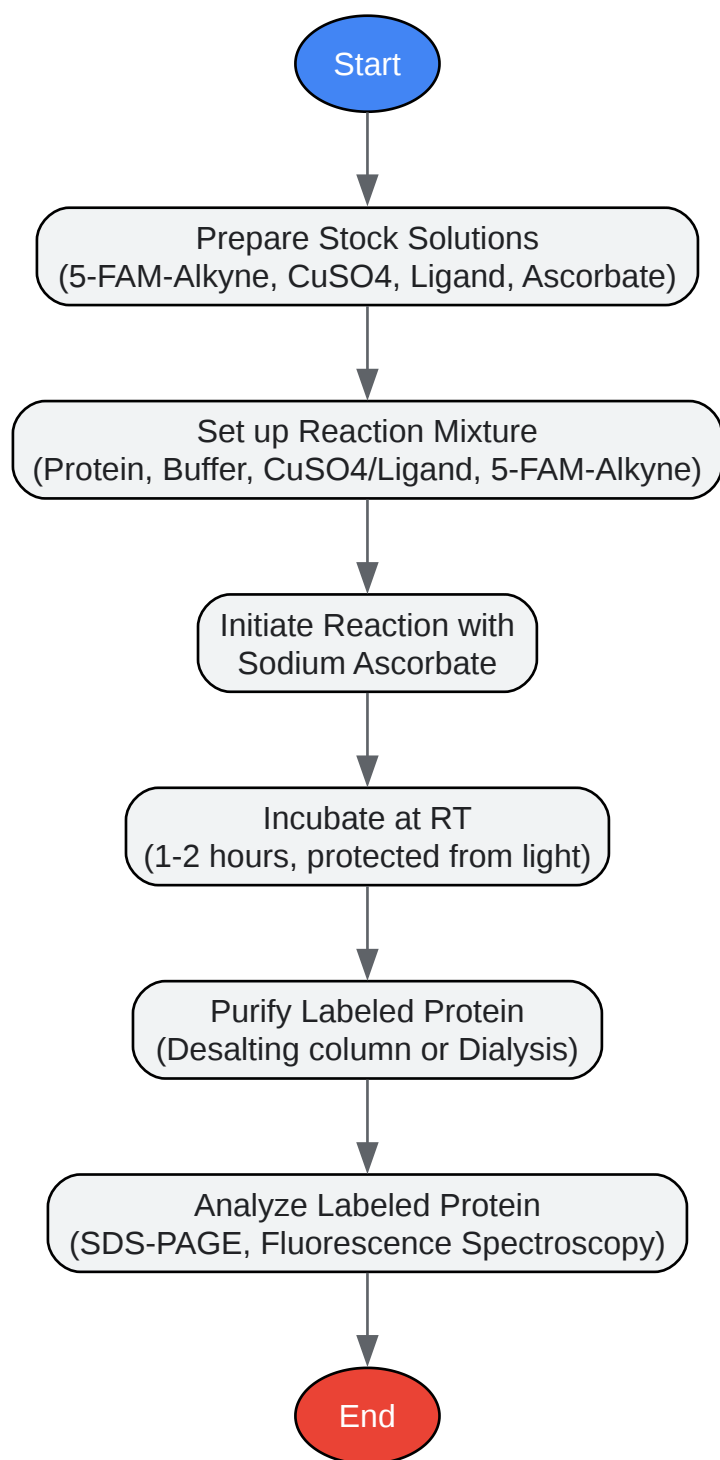 Start
Prepare Stock Solutions
(5-FAM-Alkyne, CuSO4, Ligand, Ascorbate)
Set up Reaction Mixture
(Protein, Buffer, CuSO4/Ligand, 5-FAM-Alkyne)
Initiate Reaction with
Sodium Ascorbate
Incubate at RT
(1-2 hours, protected from light)
Purify Labeled Protein
(Desalting column or Dialysis)
Analyze Labeled Protein
(SDS-PAGE, Fluorescence Spectroscopy)
End